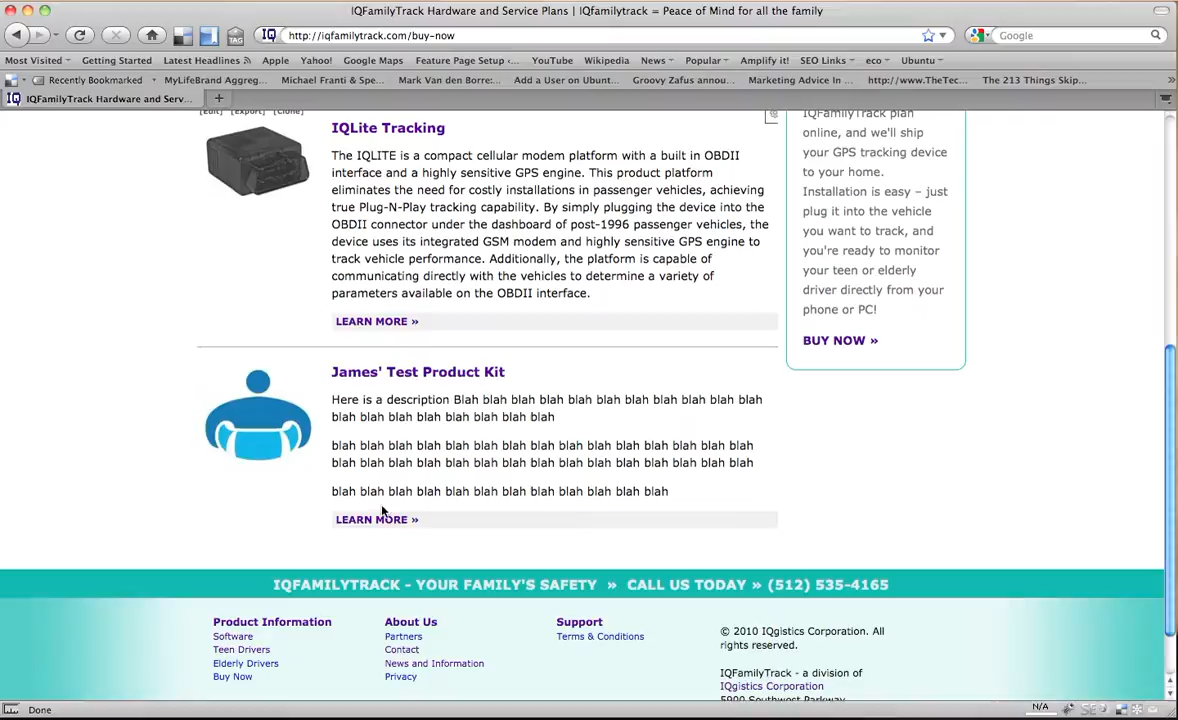 IQFamilyTrack Hardware and Service Plans | IQfamilytrack = Peace of Mind for all the family
TAG
IQ
http://iqfamilytrack.com/buy-now
Google
Most Visited
Getting Started
Latest Headlines
Apple
Yahoo!
Google Maps
Feature Page Setup <...
YouTube
Wikipedia
News
Popular
Amplify it!
SEO Links
eco
Ubuntu
Recently Bookmarked
MyLifeBrand Aggreg...
Michael Franti & Spe...
Mark Van den Borre:...
Add a User on Ubunt...
Groovy Zafus annou...
Marketing Advice In ...
http://www.TheTec...
The 213 Things Skip...
IQ IQFamilyTrack Hardware and Serv...
[Edit] [Export] [Clone]
IQLite Tracking
The IQLITE is a compact cellular modem platform with a built in OBDII
interface and a highly sensitive GPS engine. This product platform
eliminates the need for costly installations in passenger vehicles, achieving
true Plug-N-Play tracking capability. By simply plugging the device into the
OBDII connector under the dashboard of post-1996 passenger vehicles, the
device uses its integrated GSM modem and highly sensitive GPS engine to
track vehicle performance. Additionally, the platform is capable of
communicating directly with the vehicles to determine a variety of
parameters available on the OBDII interface.
LEARN MORE »
James' Test Product Kit
Here is a description Blah blah blah blah blah blah blah blah blah blah blah
blah blah blah blah blah blah blah blah
blah blah blah blah blah blah blah blah blah blah blah blah blah blah blah
blah blah blah blah blah blah blah blah blah blah blah blah blah blah blah
blah blah blah blah blah blah blah blah blah blah blah blah
LEARN MORE »
IQFamilyTrack plan
online, and we'll ship
your GPS tracking device
to your home.
Installation is easy – just
plug it into the vehicle
you want to track, and
you're ready to monitor
your teen or elderly
driver directly from your
phone or PC!
BUY NOW »
IQFAMILYTRACK - YOUR FAMILY'S SAFETY » CALL US TODAY » (512) 535-4165
Product Information
Software
Teen Drivers
Elderly Drivers
Buy Now
About Us
Partners
Contact
News and Information
Privacy
Support
Terms & Conditions
© 2010 IQgistics Corporation. All
rights reserved.
IQFamilyTrack - a division of
IQgistics Corporation
5900 Southwest Parkway
Done
N/A